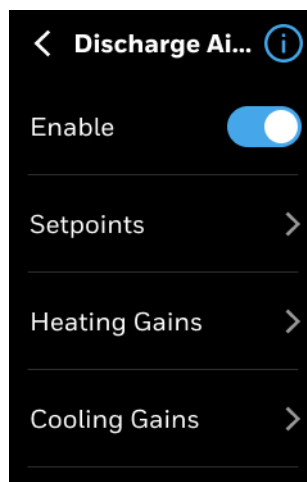 Discharge Ai...
Enable
Setpoints
Heating Gains
Cooling Gains